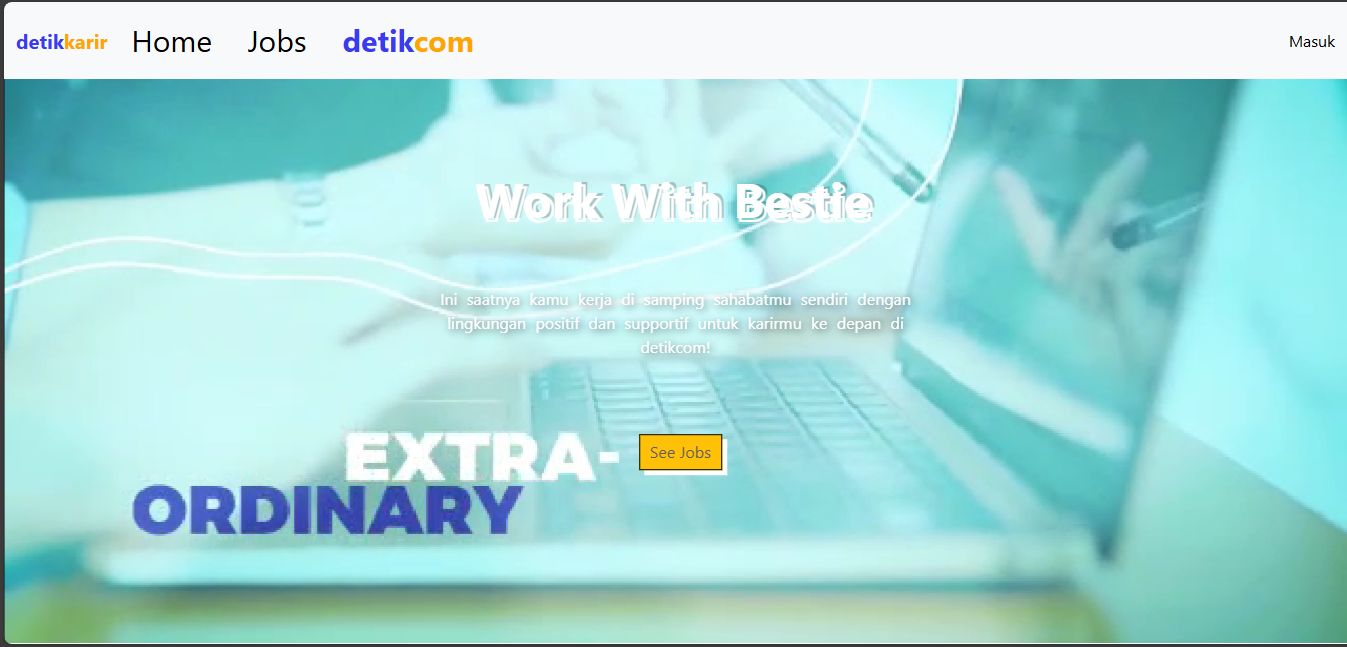 detikkarir Home Jobs detikcom Masuk
Work With Bestie
Ini saatnya kamu kerja di samping sahabatmu sendiri dengan
lingkungan positif dan supportif untuk karirmu ke depan di
detikcom!
EXTRA-
ORDINARY
See Jobs